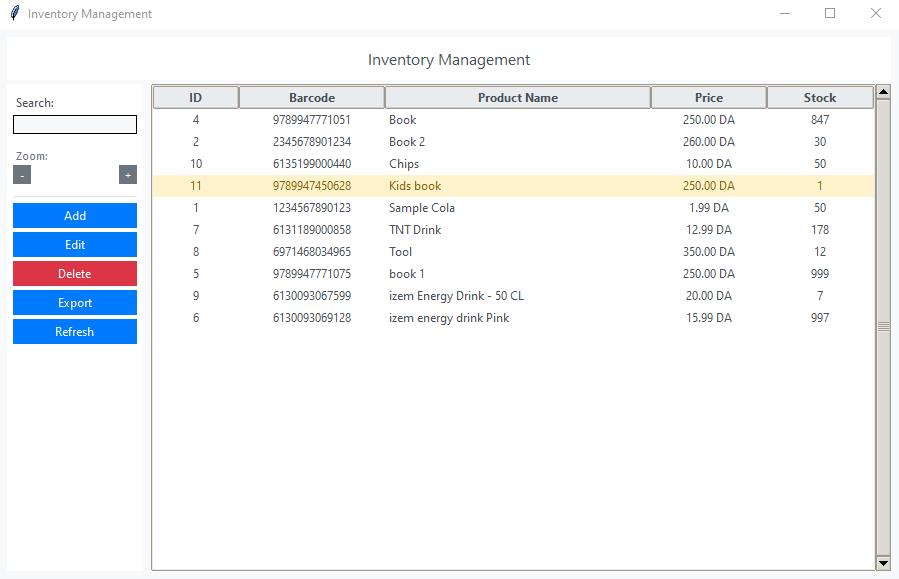 Inventory Management
Inventory Management
Search:
Zoom:
- +
Add
Edit
Delete
Export
Refresh
ID Barcode Product Name Price Stock
4 9789947771051 Book 250.00 DA 847
2 2345678901234 Book 2 260.00 DA 30
10 6135199000440 Chips 10.00 DA 50
11 9789947450628 Kids book 250.00 DA 1
1 1234567890123 Sample Cola 1.99 DA 50
7 6131189000858 TNT Drink 12.99 DA 178
8 6971468034965 Tool 350.00 DA 12
5 9789947771075 book 1 250.00 DA 999
9 6130093067599 izem Energy Drink - 50 CL 20.00 DA 7
6 6130093069128 izem energy drink Pink 15.99 DA 997